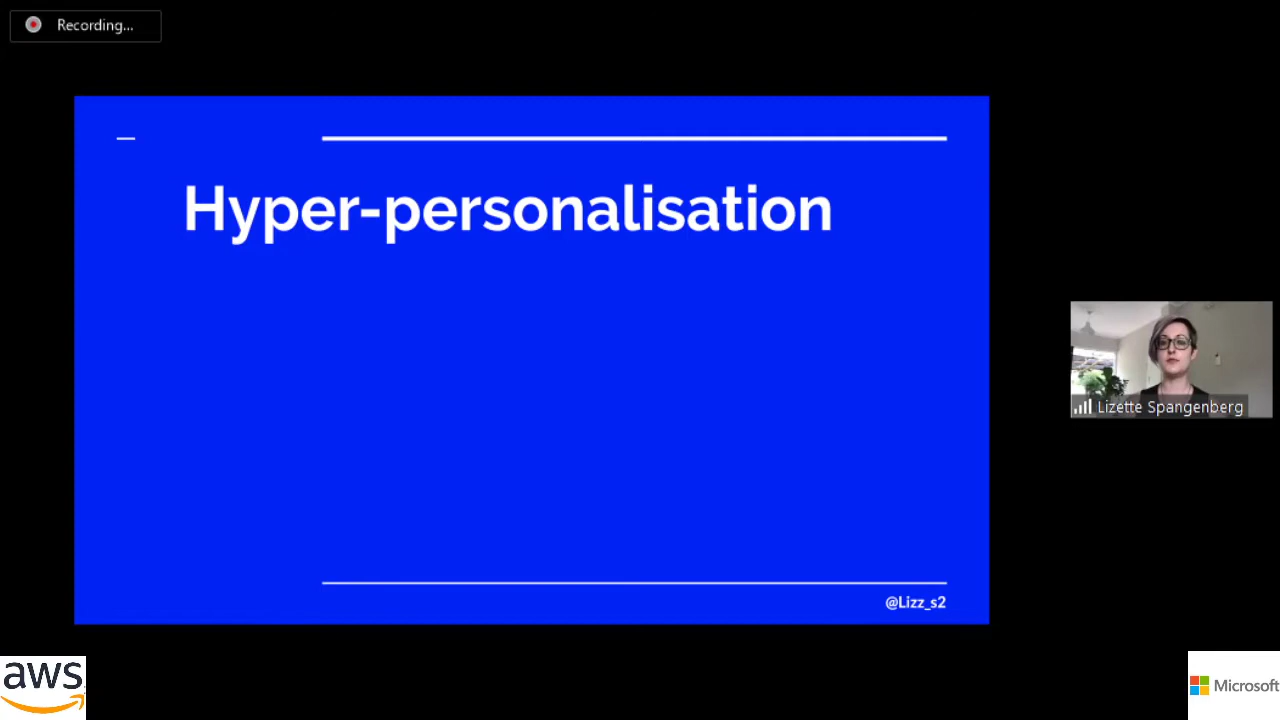 Recording...
Hyper-personalisation
Lizette Spangenberg
@Lizz_s2
aws
Microsoft